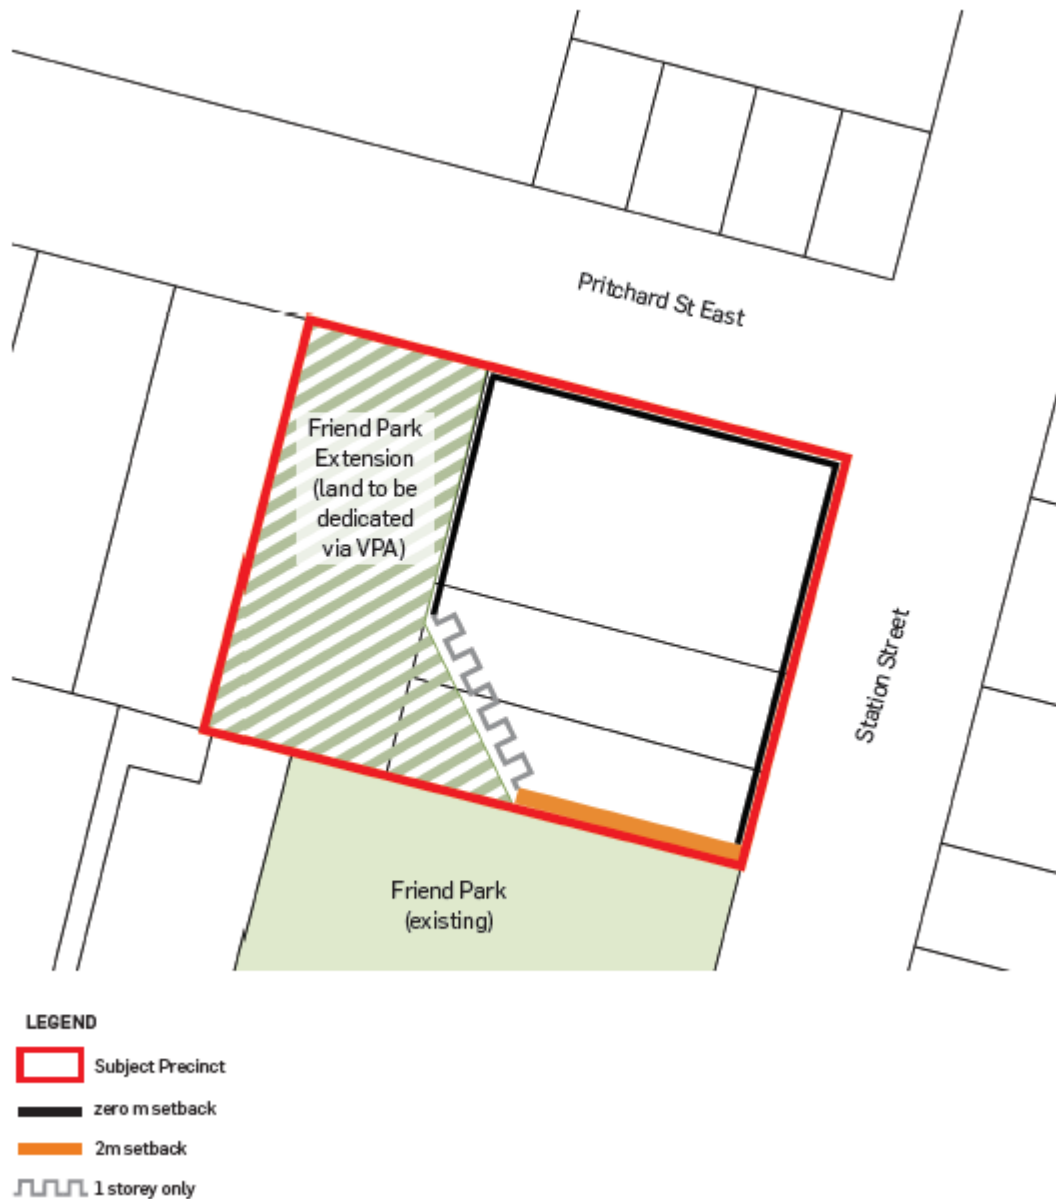 Pritchard St East
Friend Park
Extension
(land to be
dedicated
via VPA)
Station Street
Friend Park
(existing)
LEGEND
Subject Precinct
zero m setback
2m setback
1 storey only